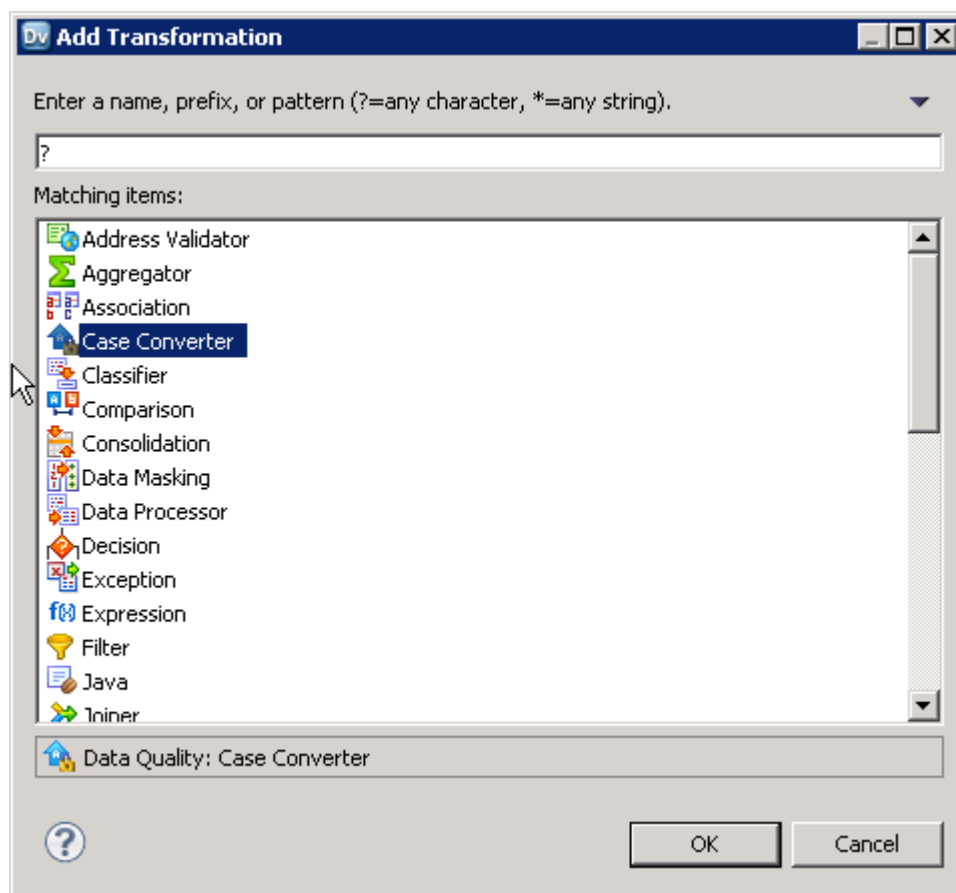 Dv Add Transformation
Enter a name, prefix, or pattern (?=any character, *=any string).
?
Matching items:
Address Validator
Aggregator
Association
Case Converter
Classifier
Comparison
Consolidation
Data Masking
Data Processor
Decision
Exception
f(x) Expression
Filter
Java
Joiner
Data Quality: Case Converter
?
OK
Cancel